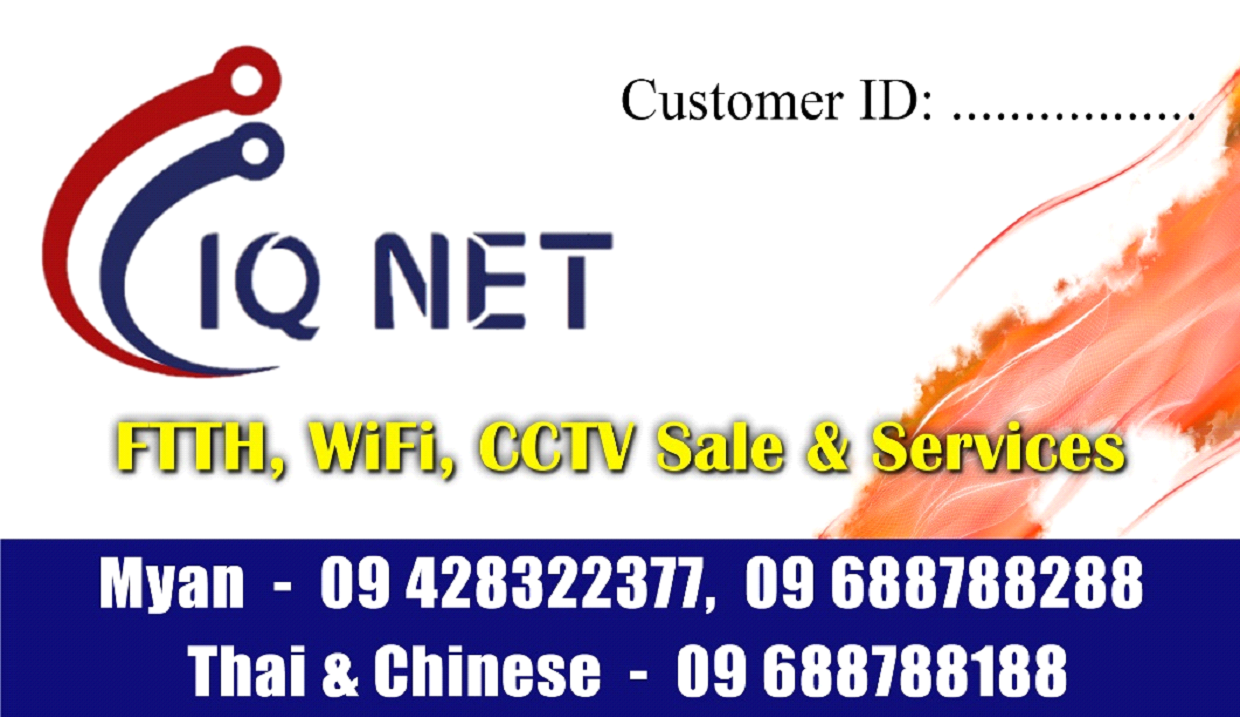 Customer ID: .................
IQ NET
FTTH, WiFi, CCTV Sale & Services
Myan - 09 428322377, 09 688788288
Thai & Chinese - 09 688788188